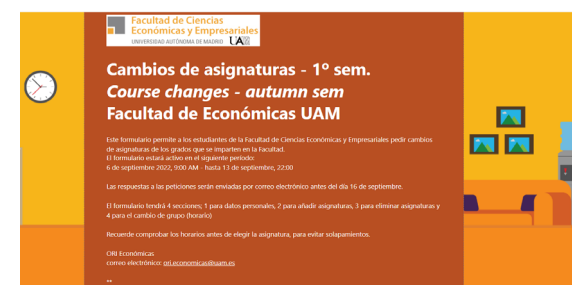 Facultad de Ciencias
Económicas y Empresariales
UNIVERSIDAD AUTÓNOMA DE MADRID UAM
Cambios de asignaturas - 1º sem.
Course changes - autumn sem
Facultad de Económicas UAM
Este formulario permite a los estudiantes de la Facultad de Ciencias Económicas y Empresariales pedir cambios
de asignaturas de los grados que se imparten en la Facultad.
El formulario estará activo en el siguiente período:
6 de septiembre 2022, 9:00 AM - hasta 13 de septiembre, 22:00
Las respuestas a las peticiones serán enviadas por correo electrónico antes del día 16 de septiembre.
El formulario tendrá 4 secciones; 1 para datos personales, 2 para añadir asignaturas, 3 para eliminar asignaturas y
4 para el cambio de grupo (horario)
Recuerde comprobar los horarios antes de elegir la asignatura, para evitar solapamientos.
ORI Económicas
correo electrónico: ori.economicas@uam.es
**